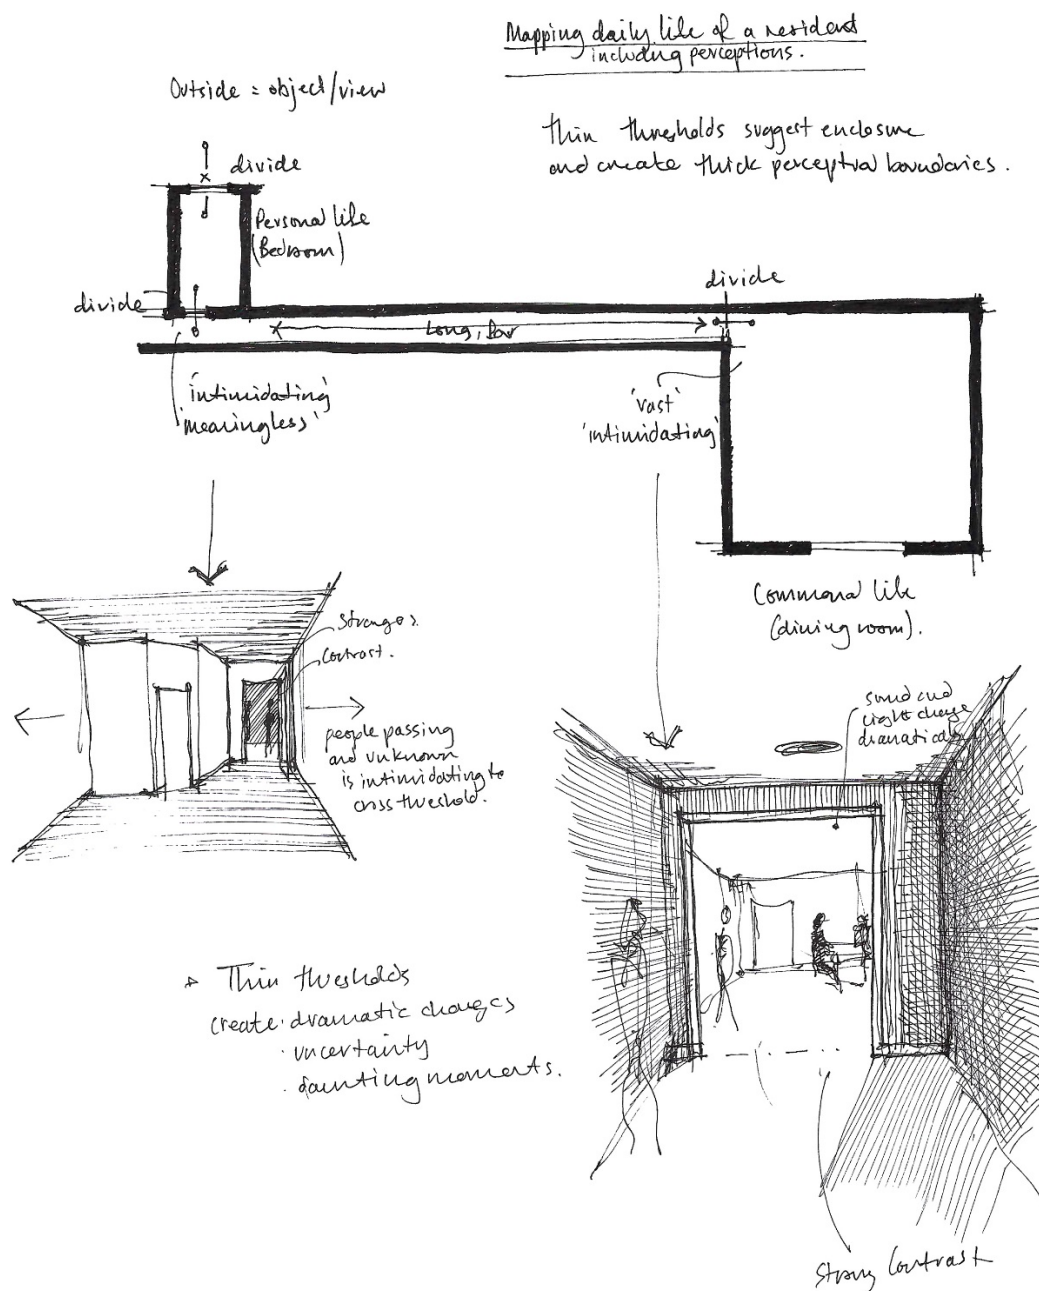 Mapping daily life of a resident
including perceptions.
Outside = object/view
Thin thresholds suggest enclosure
and create thick perceptual boundaries.
divide
Personal life
(Bedroom)
divide
divide
Long, far
'intimidating'
'meaningless'
'vast'
'intimidating'
Communal life
(dining room).
Strangers.
Contrast.
people passing
and unknown
is intimidating to
cross threshold.
sound and
light change
dramatically
Thin thresholds
create · dramatic changes
· uncertainty
· daunting moments.
Strong Contrast